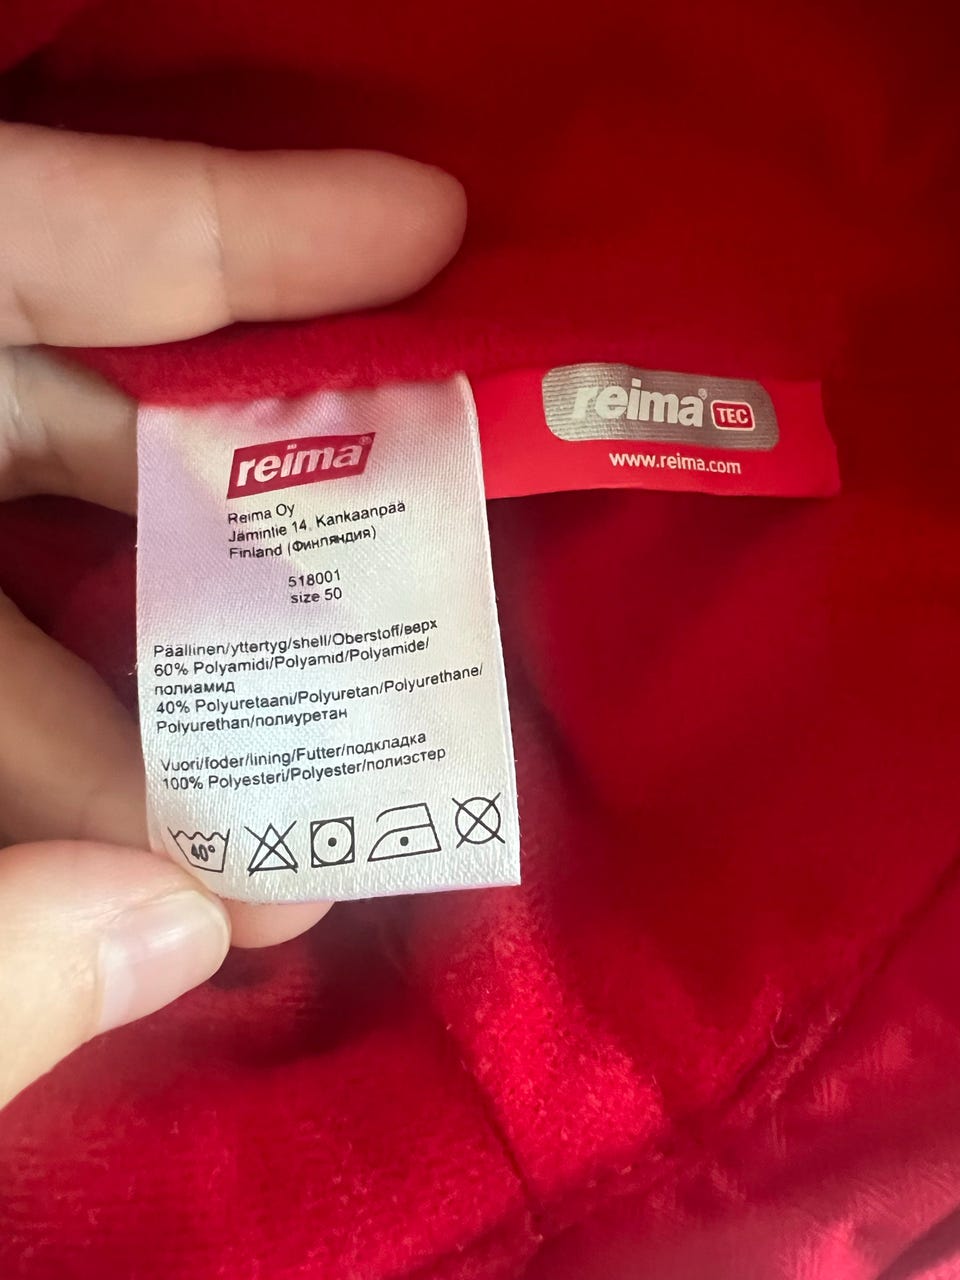 reima®
Reima Oy
Jämintie 14, Kankaanpää
Finland (Финляндия)
518001
size 50
Päällinen/yttertyg/shell/Oberstoff/верх
60% Polyamidi/Polyamid/Polyamide/
полиамид
40% Polyuretaani/Polyuretan/Polyurethane/
Polyurethan/полиуретан
Vuori/foder/lining/Futter/подкладка
100% Polyesteri/Polyester/полиэстер
40°
reima® TEC
www.reima.com